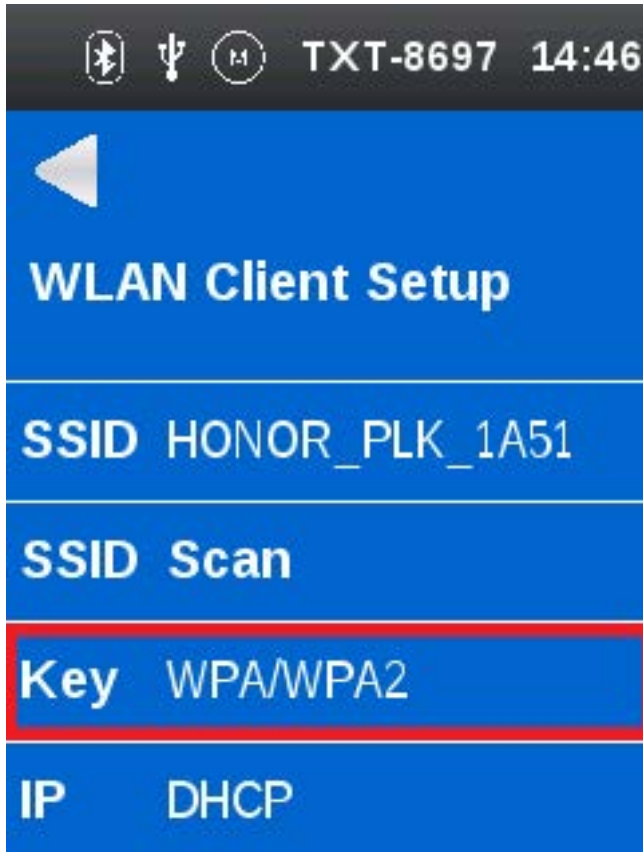 TXT-8697 14:46
WLAN Client Setup
SSID HONOR_PLK_1A51
SSID Scan
Key WPA/WPA2
IP DHCP